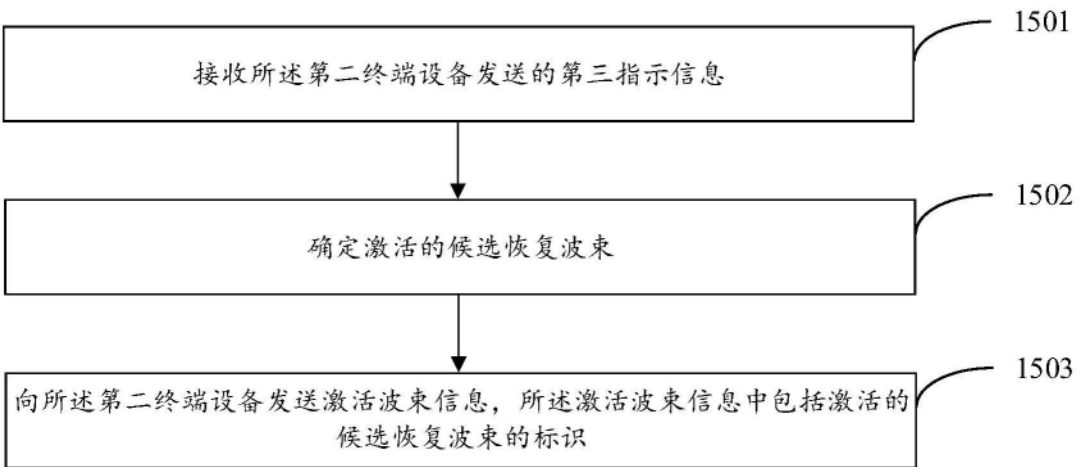 1501
接收所述第二终端设备发送的第三指示信息
1502
确定激活的候选恢复波束
1503
向所述第二终端设备发送激活波束信息，所述激活波束信息中包括激活的
候选恢复波束的标识